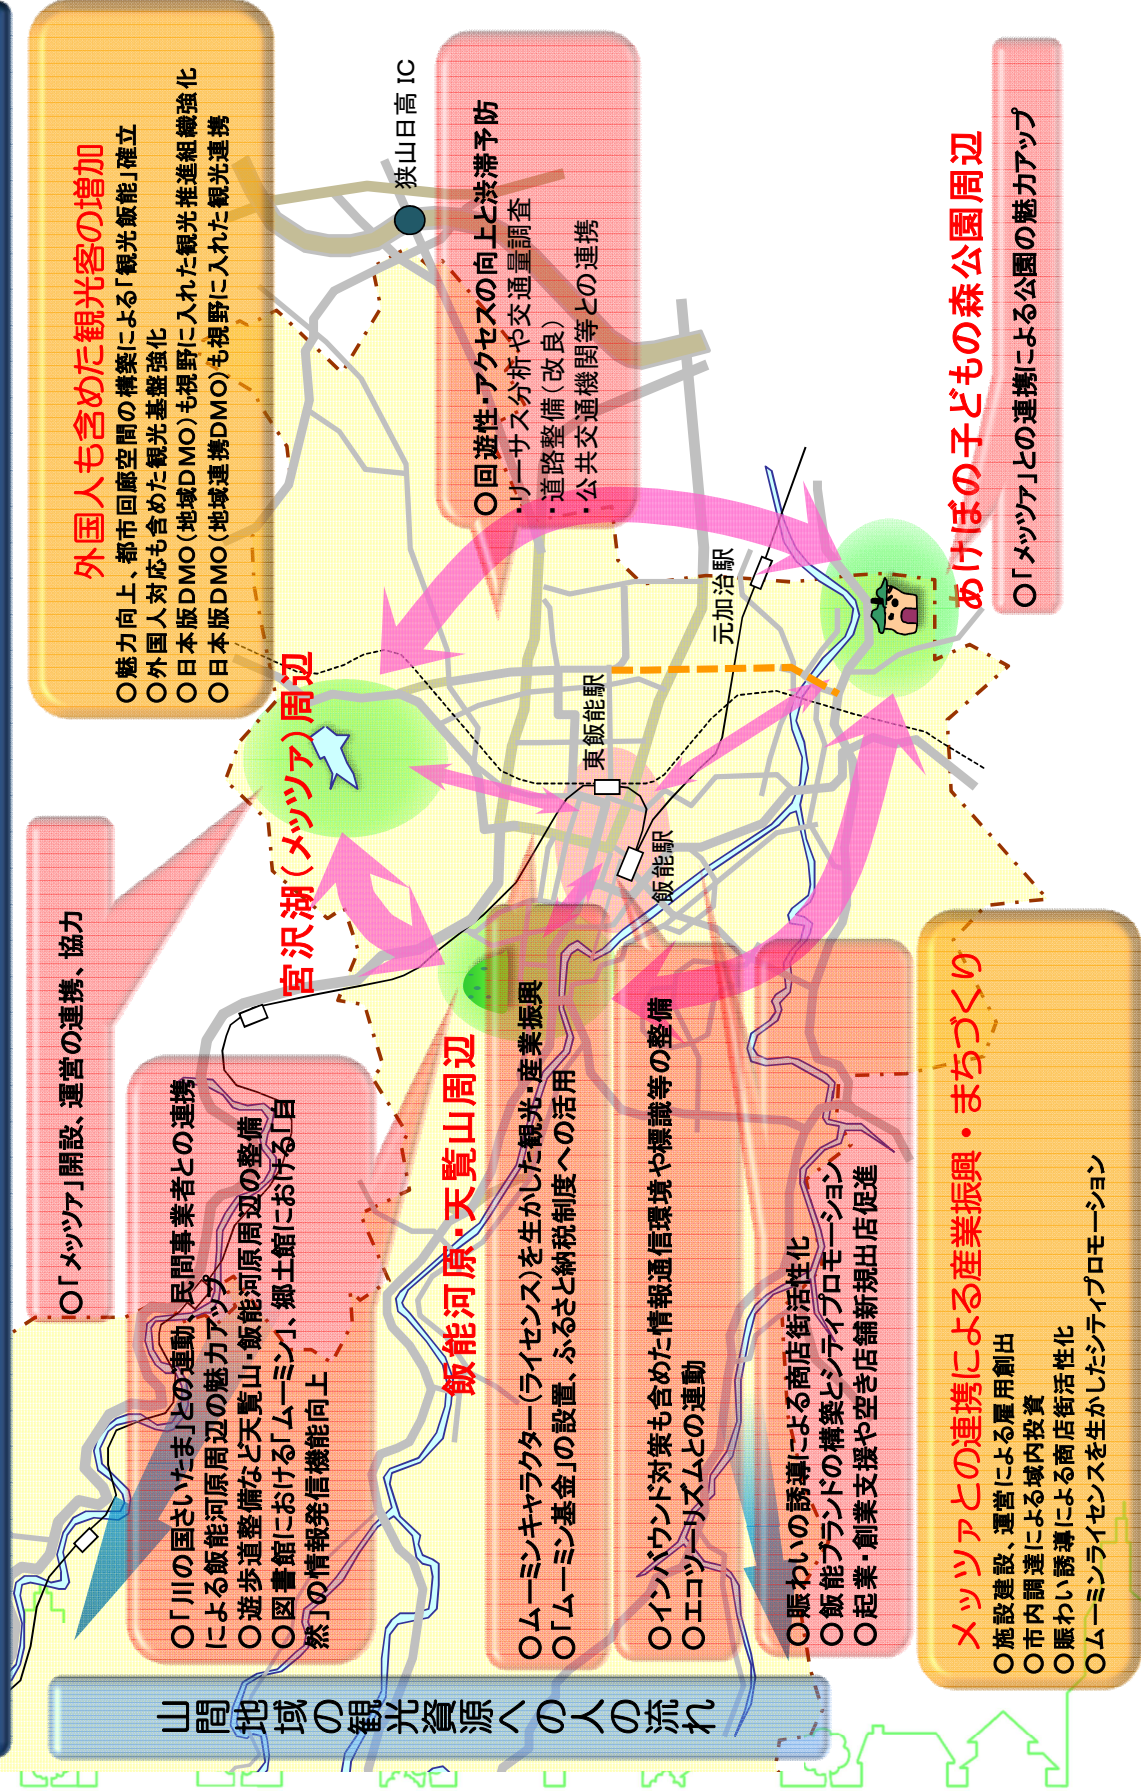 山間地域の観光資源への人の流れ
○「メッツァ」開設、運営の連携、協力
外国人も含めた観光客の増加
○魅力向上、都市回廊空間の構築による「観光飯能」確立
○外国人対応も含めた観光基盤強化
○日本版DMO(地域DMO)も視野に入れた観光推進組織強化
○日本版DMO(地域連携DMO)も視野に入れた観光連携
○「川の国さいたま」との連動、民間事業者との連携
による飯能河原周辺の魅力アップ
○遊歩道整備など天覧山・飯能河原周辺の整備
○図書館における「ムーミン」、郷土館における「自
然」の情報発信機能向上
宮沢湖(メッツァ)周辺
狭山日高IC
飯能河原・天覧山周辺
○回遊性・アクセスの向上と渋滞予防
・リーサス分析や交通量調査
・道路整備(改良)
・公共交通機関等との連携
○ムーミンキャラクター(ライセンス)を生かした観光・産業振興
○「ムーミン基金」の設置、ふるさと納税制度への活用
東飯能駅
飯能駅
元加治駅
○インバウンド対策も含めた情報通信環境や標識等の整備
○エコツーリズムとの連動
○賑わいの誘導による商店街活性化
○飯能ブランドの構築とシティプロモーション
○起業・創業支援や空き店舗新規出店促進
あけぼの子どもの森公園周辺
○「メッツァ」との連携による公園の魅力アップ
メッツァとの連携による産業振興・まちづくり
○施設建設、運営による雇用創出
○市内調達による域内投資
○賑わい誘導による商店街活性化
○ムーミンライセンスを生かしたシティプロモーション